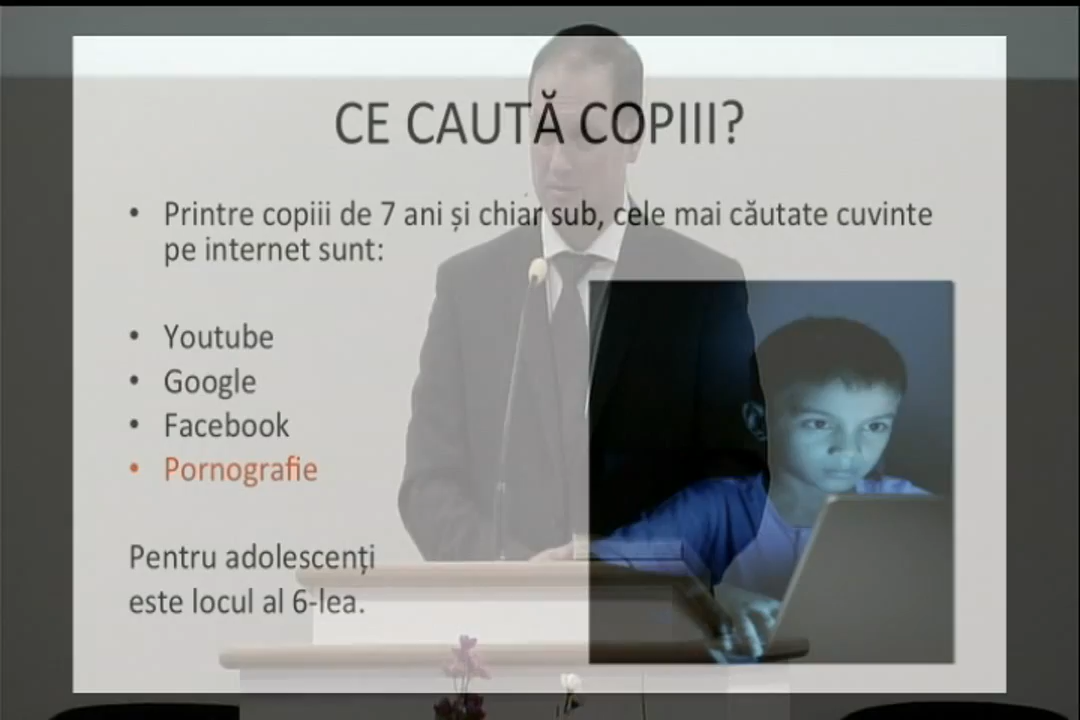 CE CAUTĂ COPIII?
• Printre copiii de 7 ani și chiar sub, cele mai căutate cuvinte
pe internet sunt:
• Youtube
• Google
• Facebook
• Pornografie
Pentru adolescenți
este locul al 6-lea.